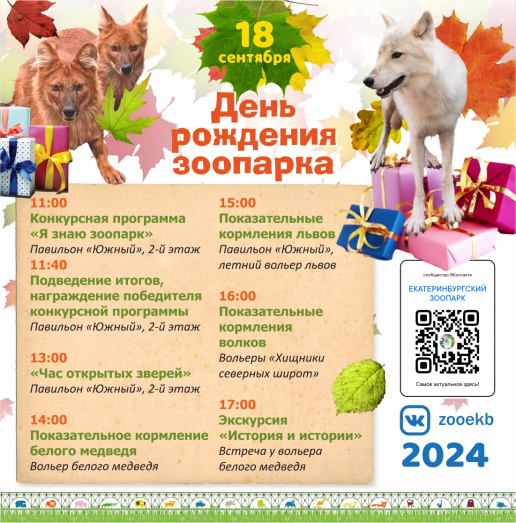 18
сентября
День
рождения
зоопарка
11:00
Конкурсная программа
«Я знаю зоопарк»
Павильон «Южный», 2-й этаж
11:40
Подведение итогов,
награждение победителя
конкурсной программы
Павильон «Южный», 2-й этаж
13:00
«Час открытых зверей»
Павильон «Южный», 2-й этаж
14:00
Показательное кормление
белого медведя
Вольер белого медведя
15:00
Показательные
кормления львов
Павильон «Южный»,
летний вольер львов
16:00
Показательные
кормления
волков
Вольеры «Хищники
северных широт»
17:00
Экскурсия
«История и истории»
Встреча у вольера
белого медведя
сообщество ВКонтакте
ЕКАТЕРИНБУРГСКИЙ
ЗООПАРК
Самое актуальное здесь!
zooekb
2024